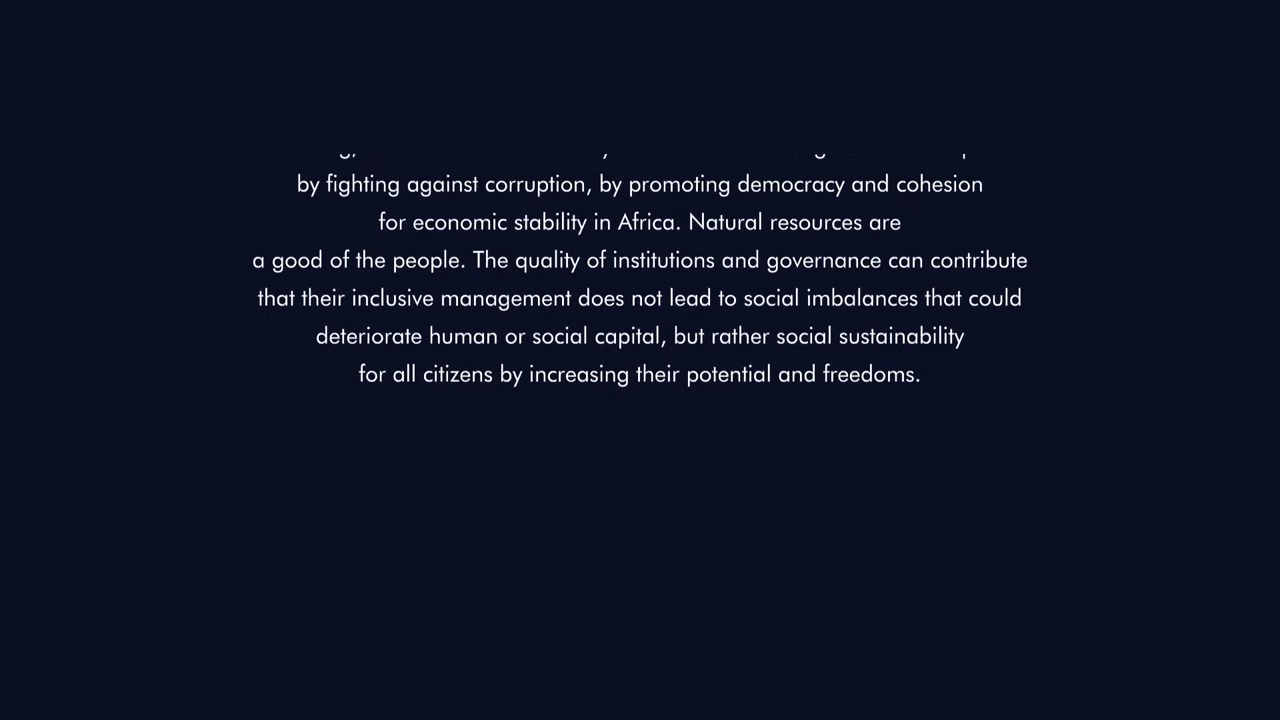 by fighting against corruption, by promoting democracy and cohesion
for economic stability in Africa. Natural resources are
a good of the people. The quality of institutions and governance can contribute
that their inclusive management does not lead to social imbalances that could
deteriorate human or social capital, but rather social sustainability
for all citizens by increasing their potential and freedoms.